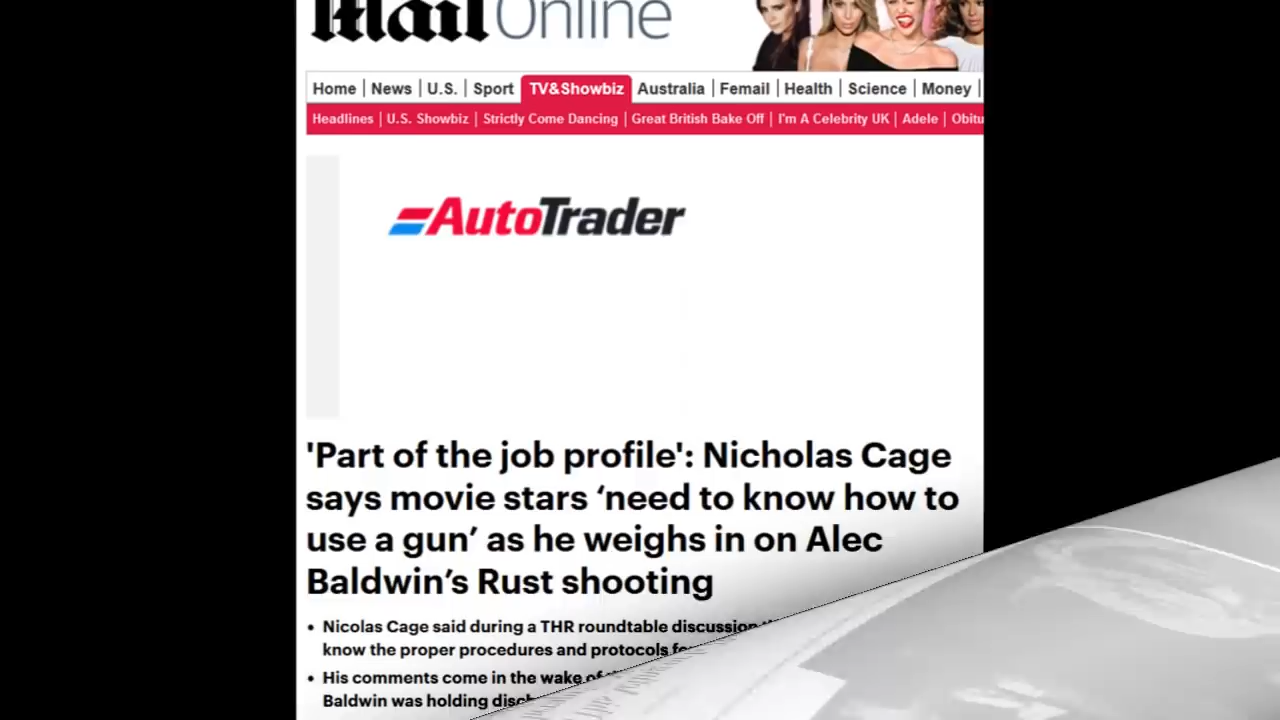 Mail Online
Home News U.S. Sport TV&Showbiz Australia Femail Health Science Money
Headlines U.S. Showbiz Strictly Come Dancing Great British Bake Off I'm A Celebrity UK Adele
AutoTrader
'Part of the job profile': Nicholas Cage
says movie stars ‘need to know how to
use a gun’ as he weighs in on Alec
Baldwin’s Rust shooting
• Nicolas Cage said during a THR roundtable discussion
know the proper procedures and protocols
• His comments come in the wake of
Baldwin was holding